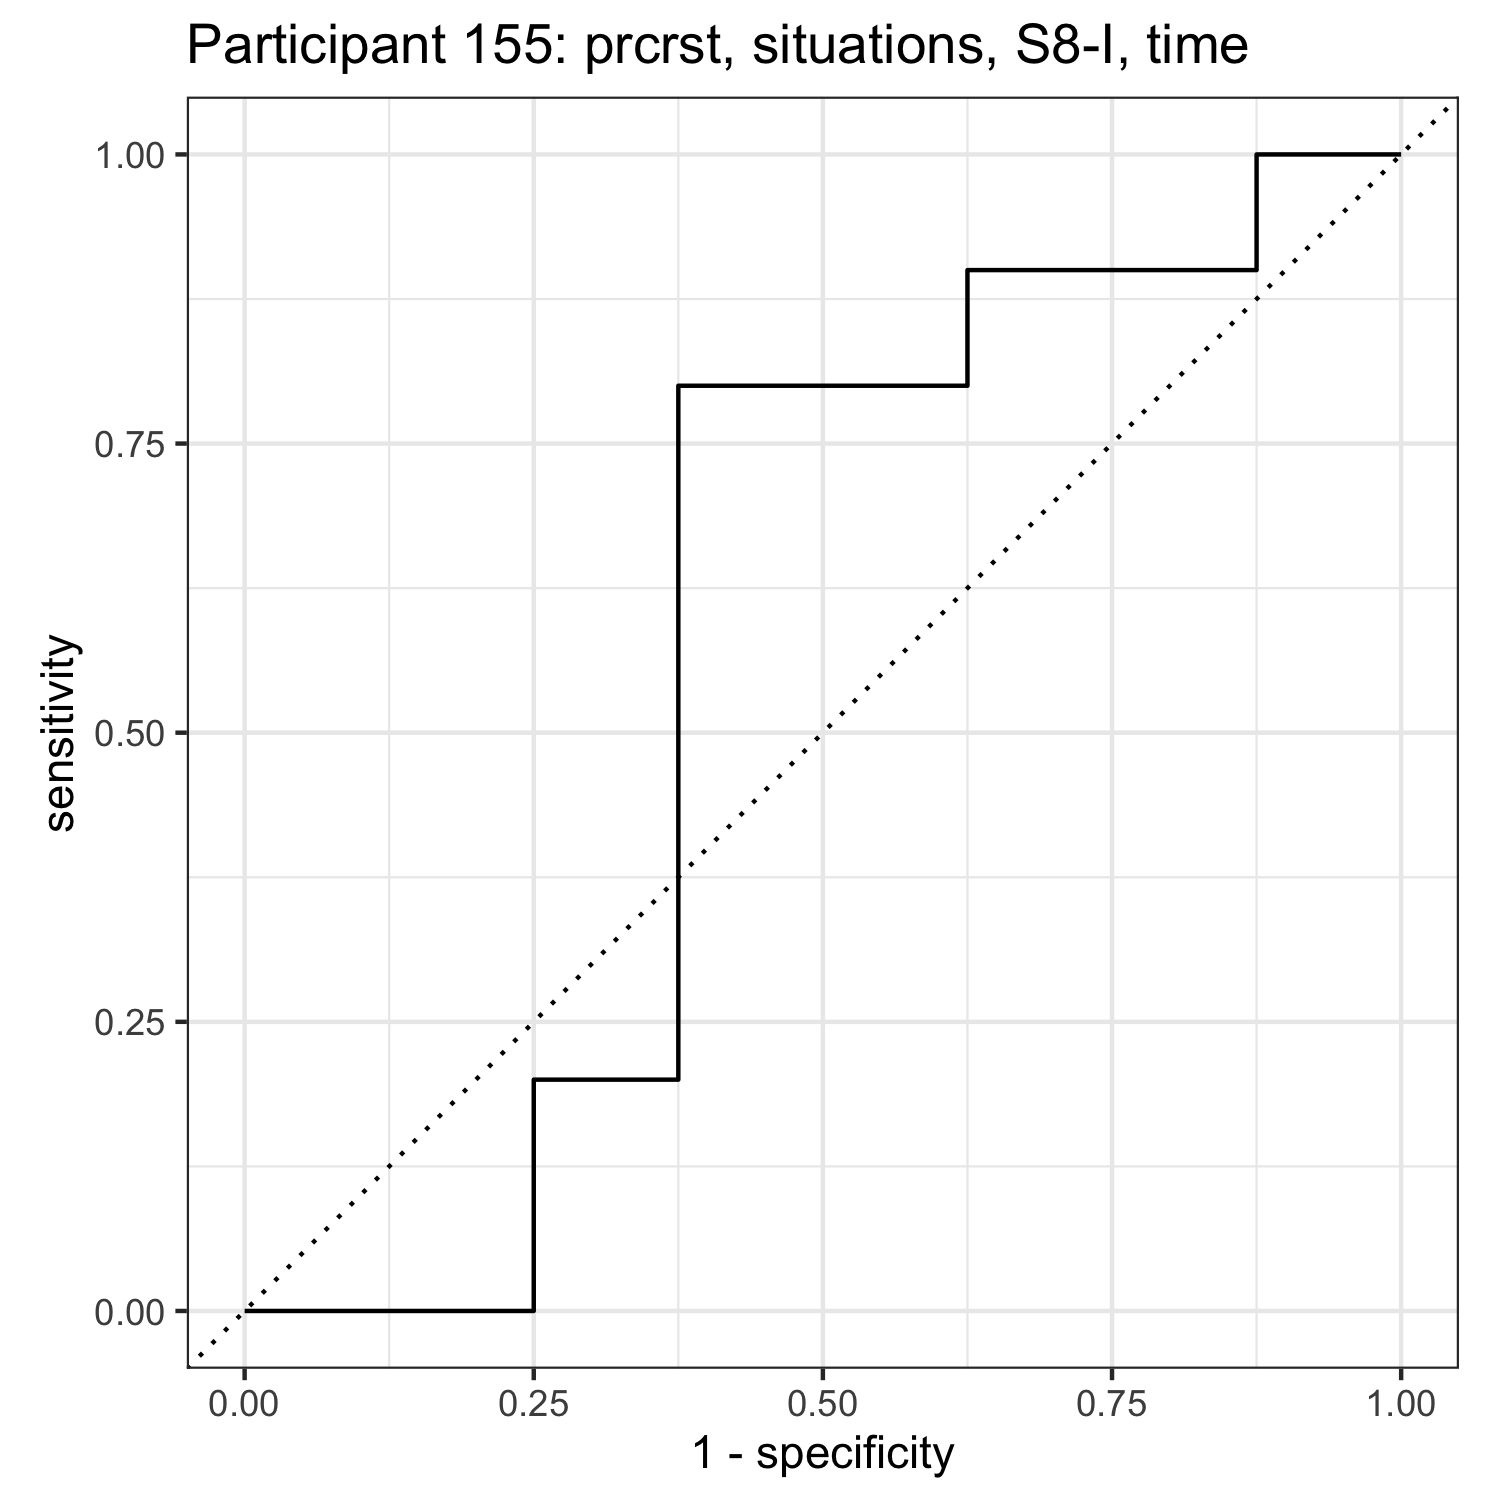 Participant 155: prcrst, situations, S8-I, time
1.00
0.75
0.50
0.25
0.00
sensitivity
0.00 0.25 0.50 0.75 1.00
1 - specificity